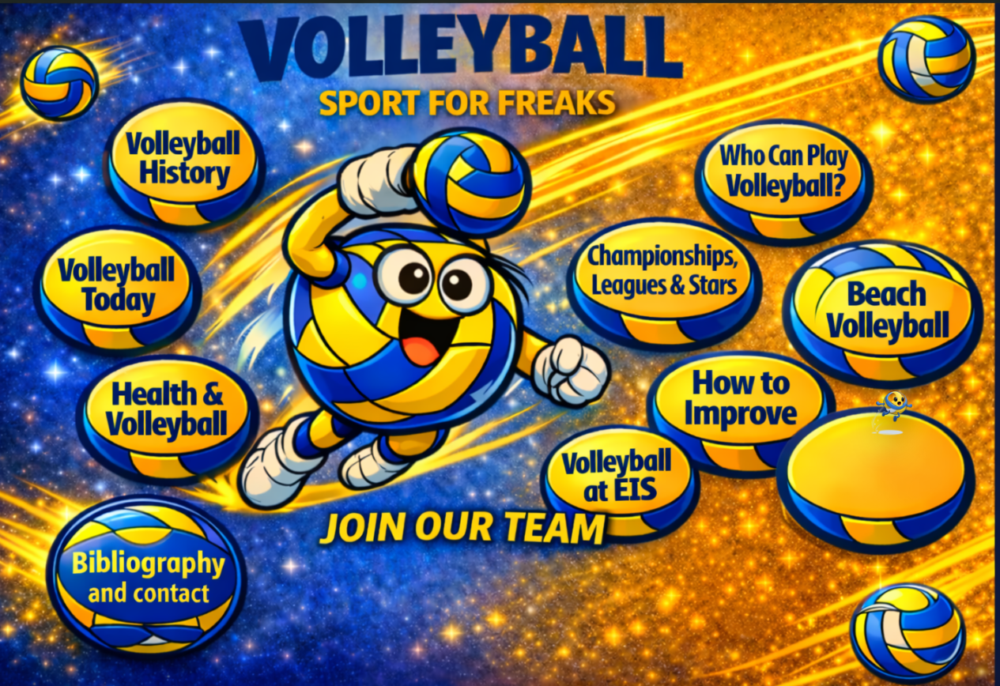 VOLLEYBALL
SPORT FOR FREAKS
Volleyball
History
Who Can Play
Volleyball?
Volleyball
Today
Championships,
Leagues & Stars
Beach
Volleyball
Health &
Volleyball
How to
Improve
Volleyball
at EIS
JOIN OUR TEAM
Bibliography
and contact